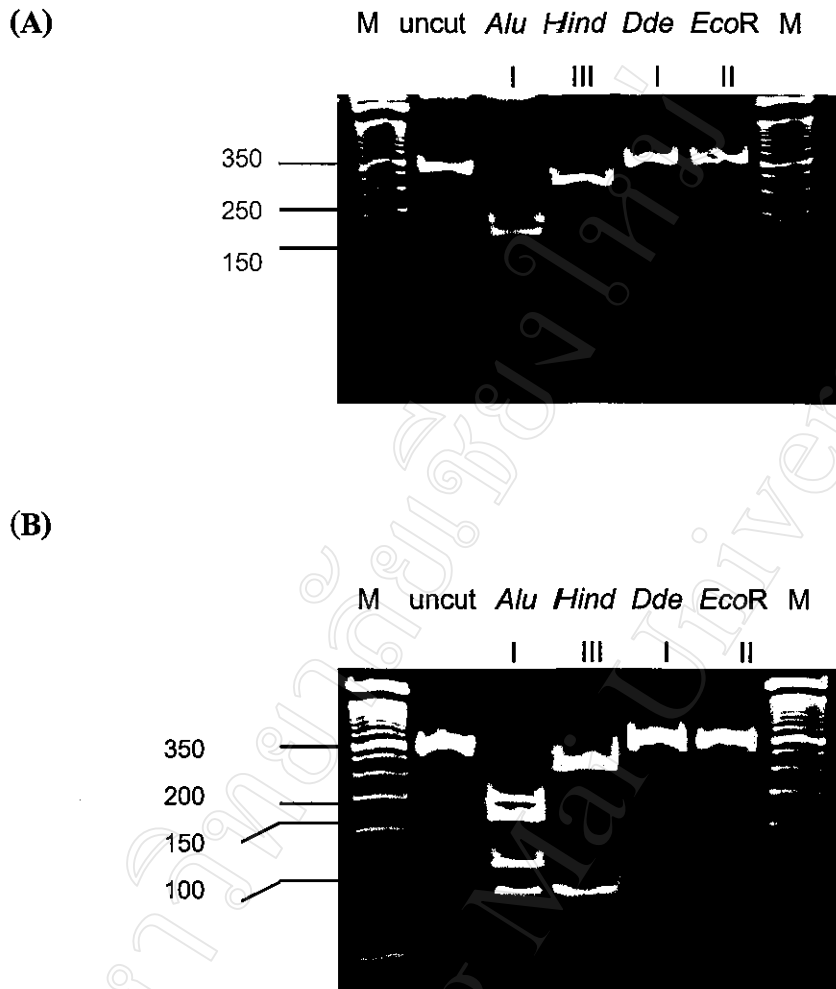 (A)
M uncut Alu Hind Dde EcoR M
I III I II
350
250
150
(B)
M uncut Alu Hind Dde EcoR M
I III I II
350
200
150
100